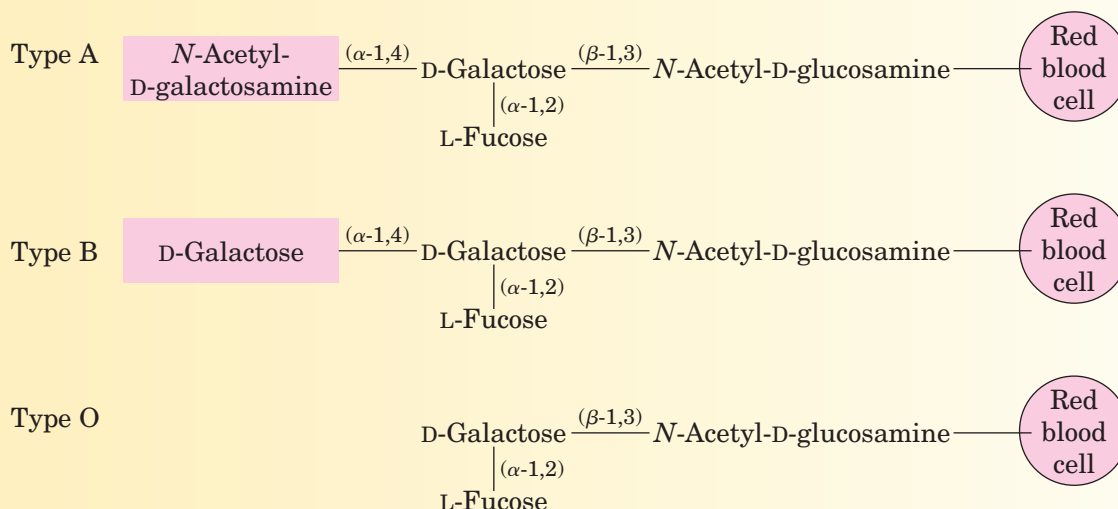 Type A
N-Acetyl-
D-galactosamine
(α-1,4)
D-Galactose
(β-1,3)
N-Acetyl-D-glucosamine
Red
blood
cell
(α-1,2)
L-Fucose
Type B
D-Galactose
(α-1,4)
D-Galactose
(β-1,3)
N-Acetyl-D-glucosamine
Red
blood
cell
(α-1,2)
L-Fucose
Type O
D-Galactose
(β-1,3)
N-Acetyl-D-glucosamine
Red
blood
cell
(α-1,2)
L-Fucose